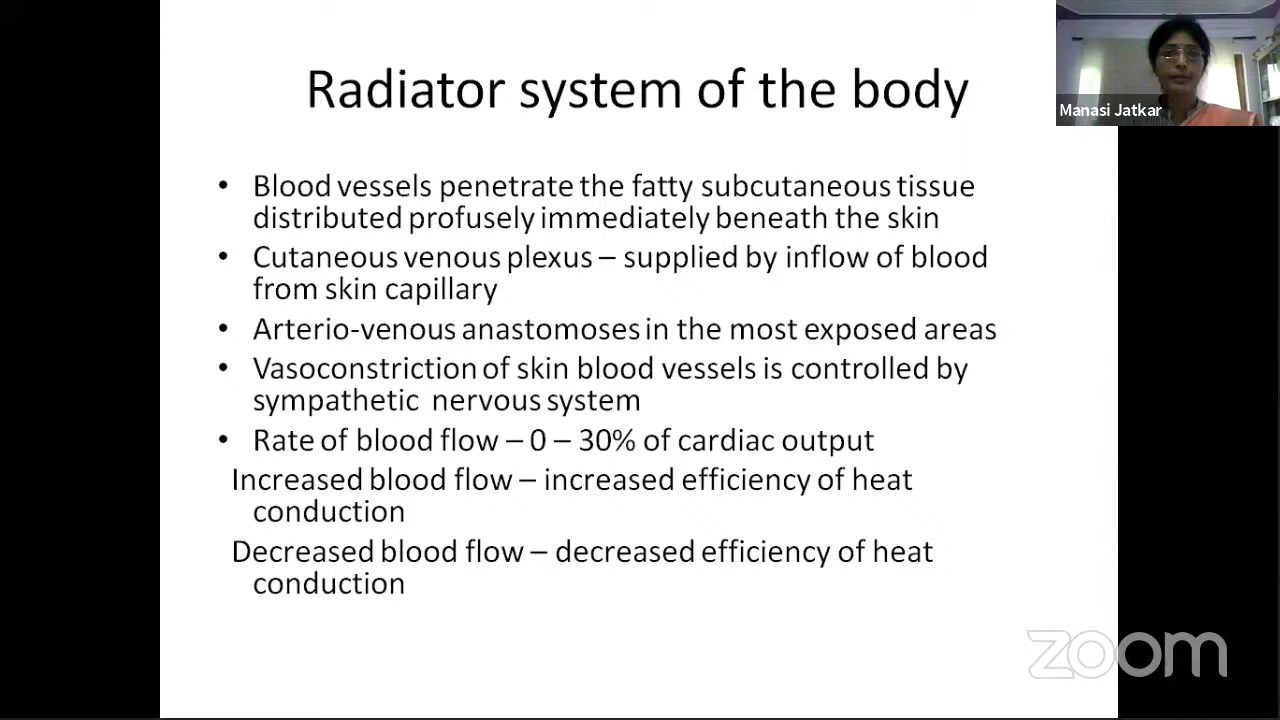 Radiator system of the body
Manasi Jatkar
• Blood vessels penetrate the fatty subcutaneous tissue
distributed profusely immediately beneath the skin
• Cutaneous venous plexus – supplied by inflow of blood
from skin capillary
• Arterio-venous anastomoses in the most exposed areas
• Vasoconstriction of skin blood vessels is controlled by
sympathetic nervous system
• Rate of blood flow – 0 – 30% of cardiac output
Increased blood flow – increased efficiency of heat
conduction
Decreased blood flow – decreased efficiency of heat
conduction
zoom